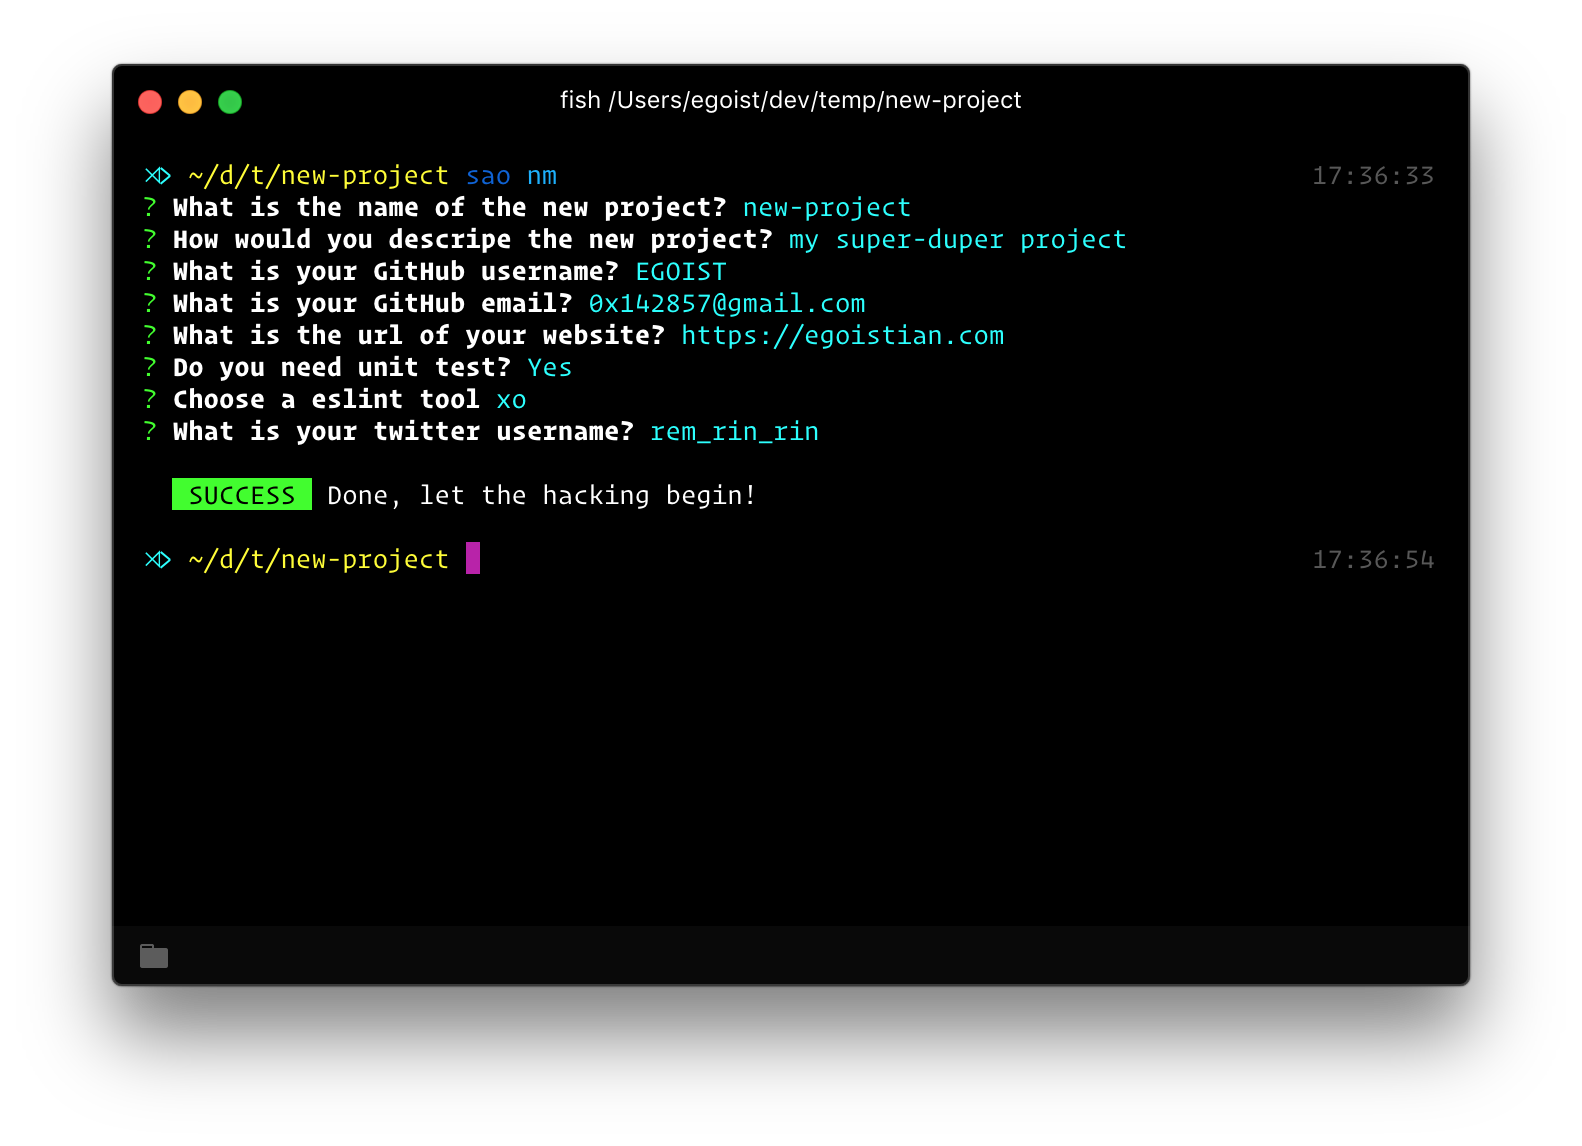 fish /Users/egoist/dev/temp/new-project
~/d/t/new-project sao nm 17:36:33
? What is the name of the new project? new-project
? How would you descripe the new project? my super-duper project
? What is your GitHub username? EGOIST
? What is your GitHub email? 0x142857@gmail.com
? What is the url of your website? https://egoistian.com
? Do you need unit test? Yes
? Choose a eslint tool xo
? What is your twitter username? rem_rin_rin
SUCCESS Done, let the hacking begin!
~/d/t/new-project 17:36:54